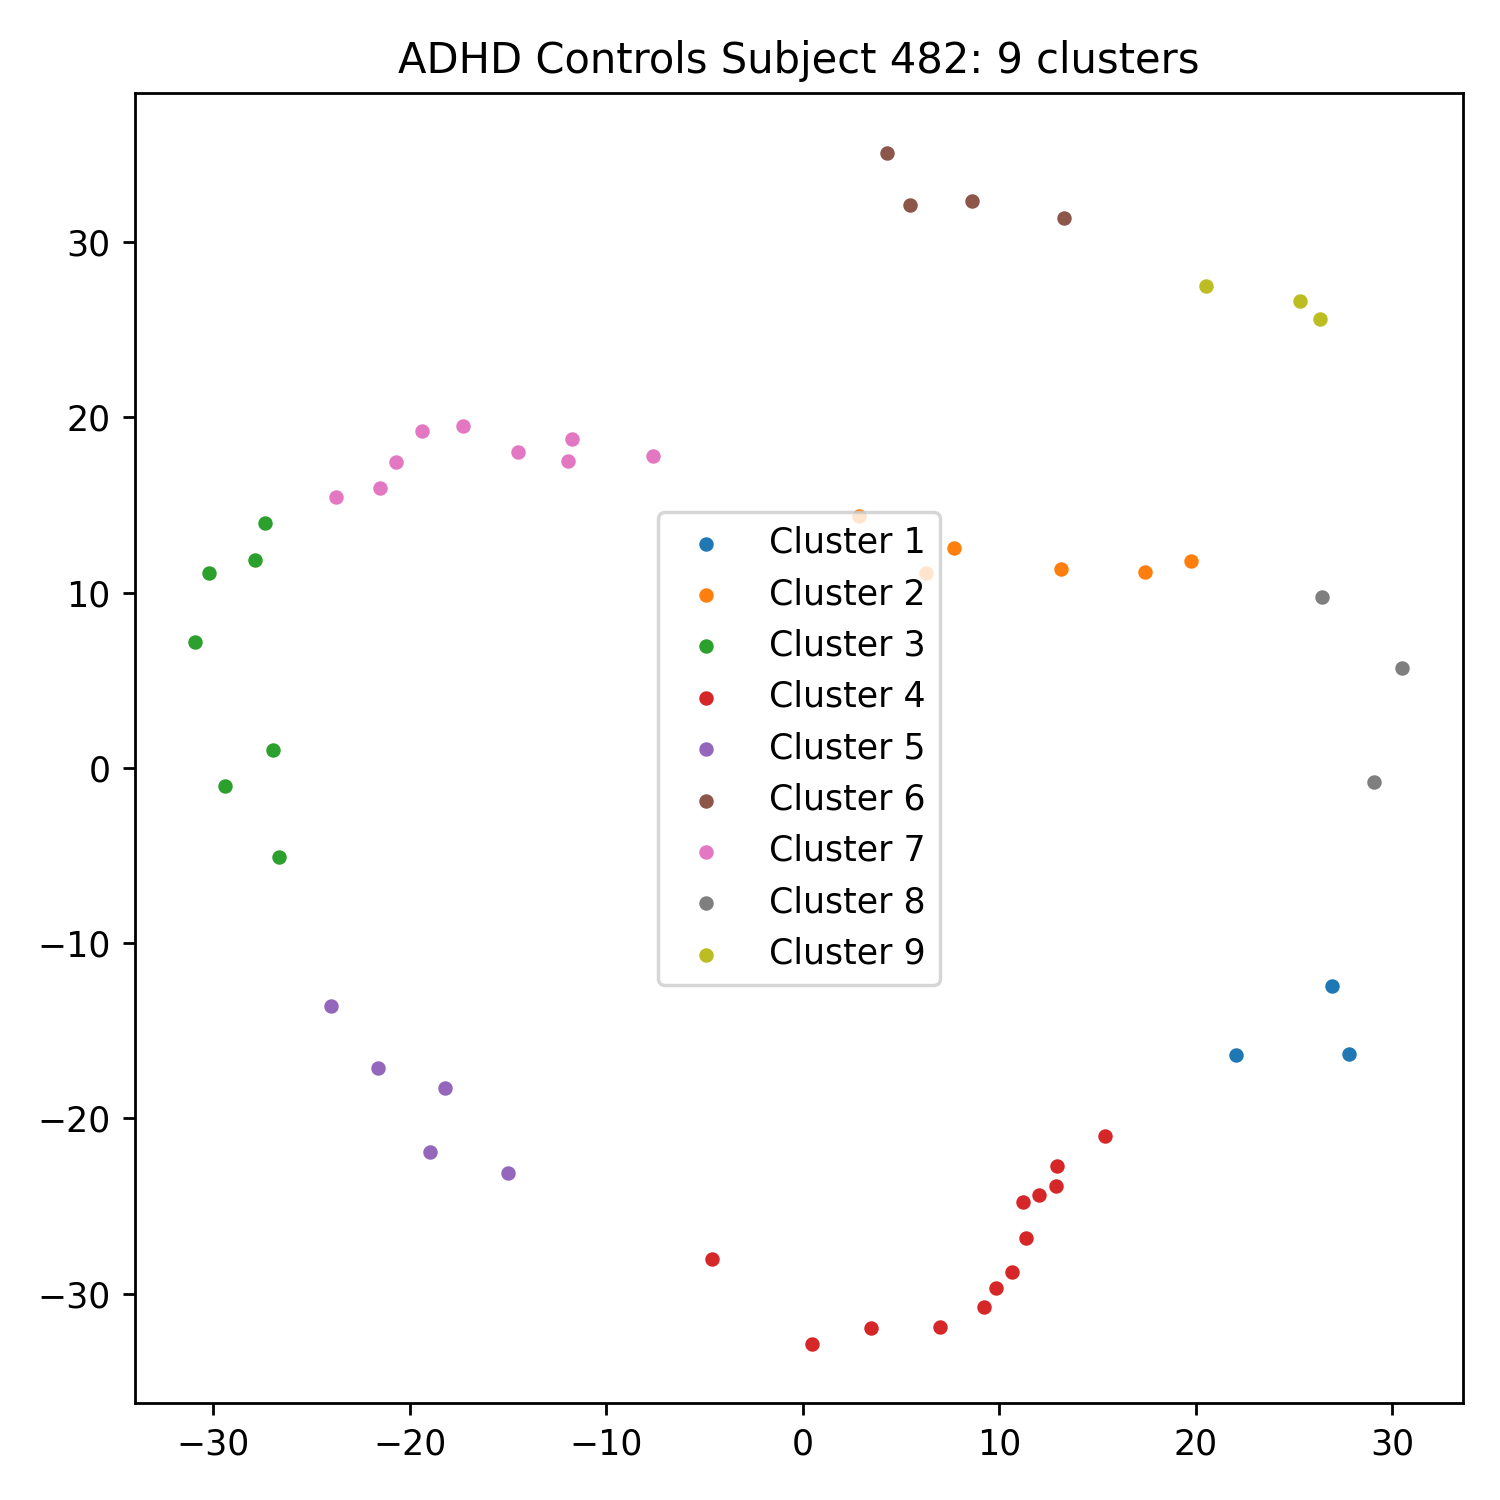 ADHD Controls Subject 482: 9 clusters
30
20
10
0
−10
−20
−30
Cluster 1
Cluster 2
Cluster 3
Cluster 4
Cluster 5
Cluster 6
Cluster 7
Cluster 8
Cluster 9
−30 −20 −10 0 10 20 30